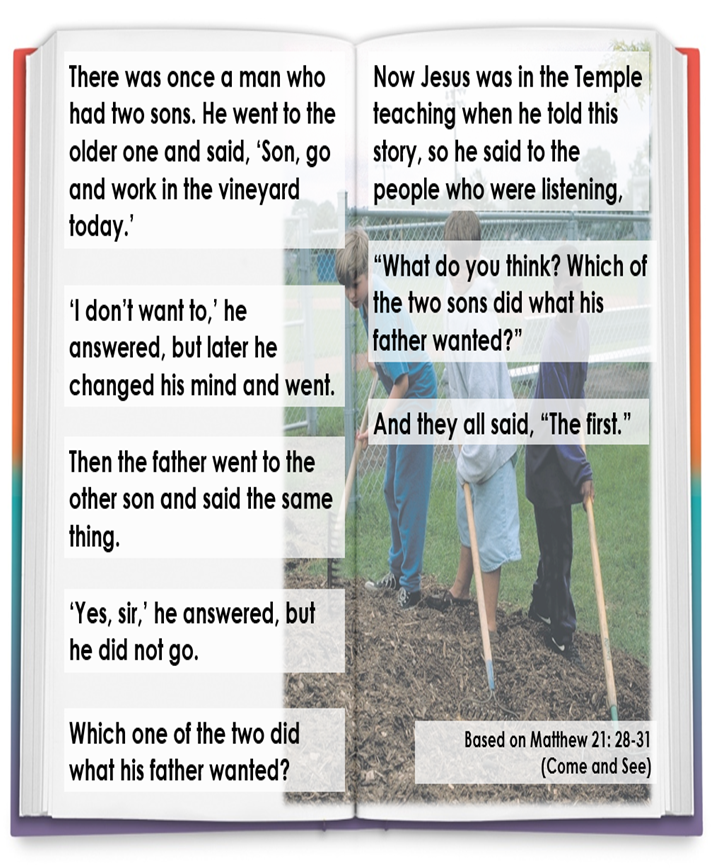 There was once a man who
had two sons. He went to the
older one and said, ‘Son, go
and work in the vineyard
today.’
‘I don’t want to,’ he
answered, but later he
changed his mind and went.
Then the father went to the
other son and said the same
thing.
‘Yes, sir,’ he answered, but
he did not go.
Which one of the two did
what his father wanted?
Now Jesus was in the Temple
teaching when he told this
story, so he said to the
people who were listening,
“What do you think? Which of
the two sons did what his
father wanted?”
And they all said, “The first.”
Based on Matthew 21: 28-31
(Come and See)